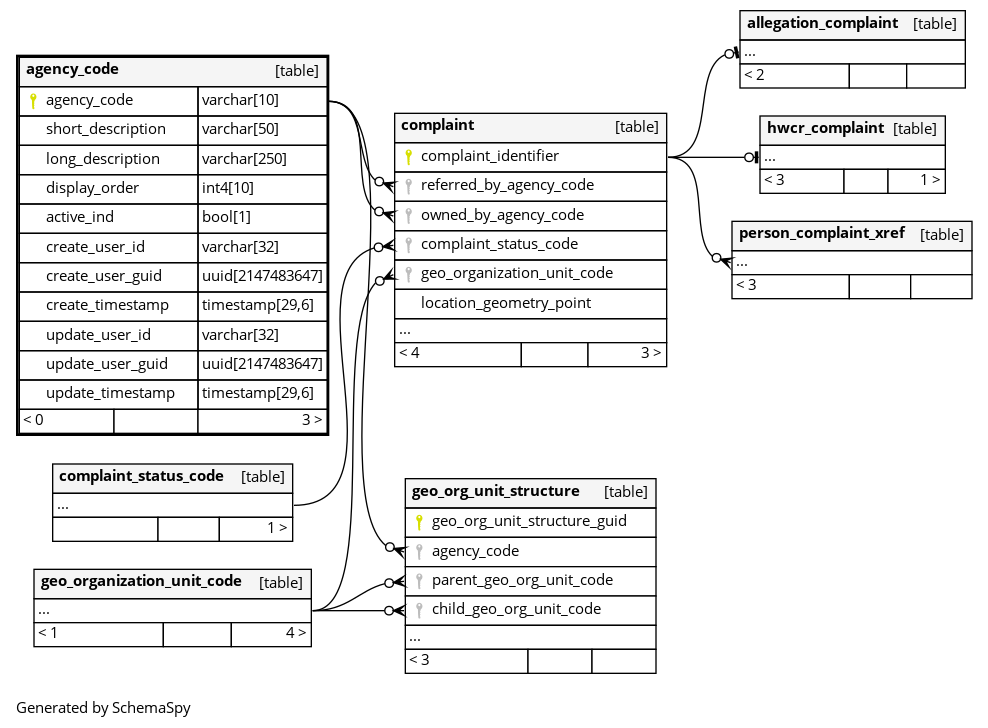 agency_code [table]
agency_code varchar[10]
short_description varchar[50]
long_description varchar[250]
display_order int4[10]
active_ind bool[1]
create_user_id varchar[32]
create_user_guid uuid[2147483647]
create_timestamp timestamp[29,6]
update_user_id varchar[32]
update_user_guid uuid[2147483647]
update_timestamp timestamp[29,6]
< 0 3 >
complaint_status_code [table]
...
1 >
geo_organization_unit_code [table]
...
< 1 4 >
complaint [table]
complaint_identifier
referred_by_agency_code
owned_by_agency_code
complaint_status_code
geo_organization_unit_code
location_geometry_point
...
< 4 3 >
geo_org_unit_structure [table]
geo_org_unit_structure_guid
agency_code
parent_geo_org_unit_code
child_geo_org_unit_code
...
< 3
allegation_complaint [table]
...
< 2
hwcr_complaint [table]
...
< 3 1 >
person_complaint_xref [table]
...
< 3
Generated by SchemaSpy